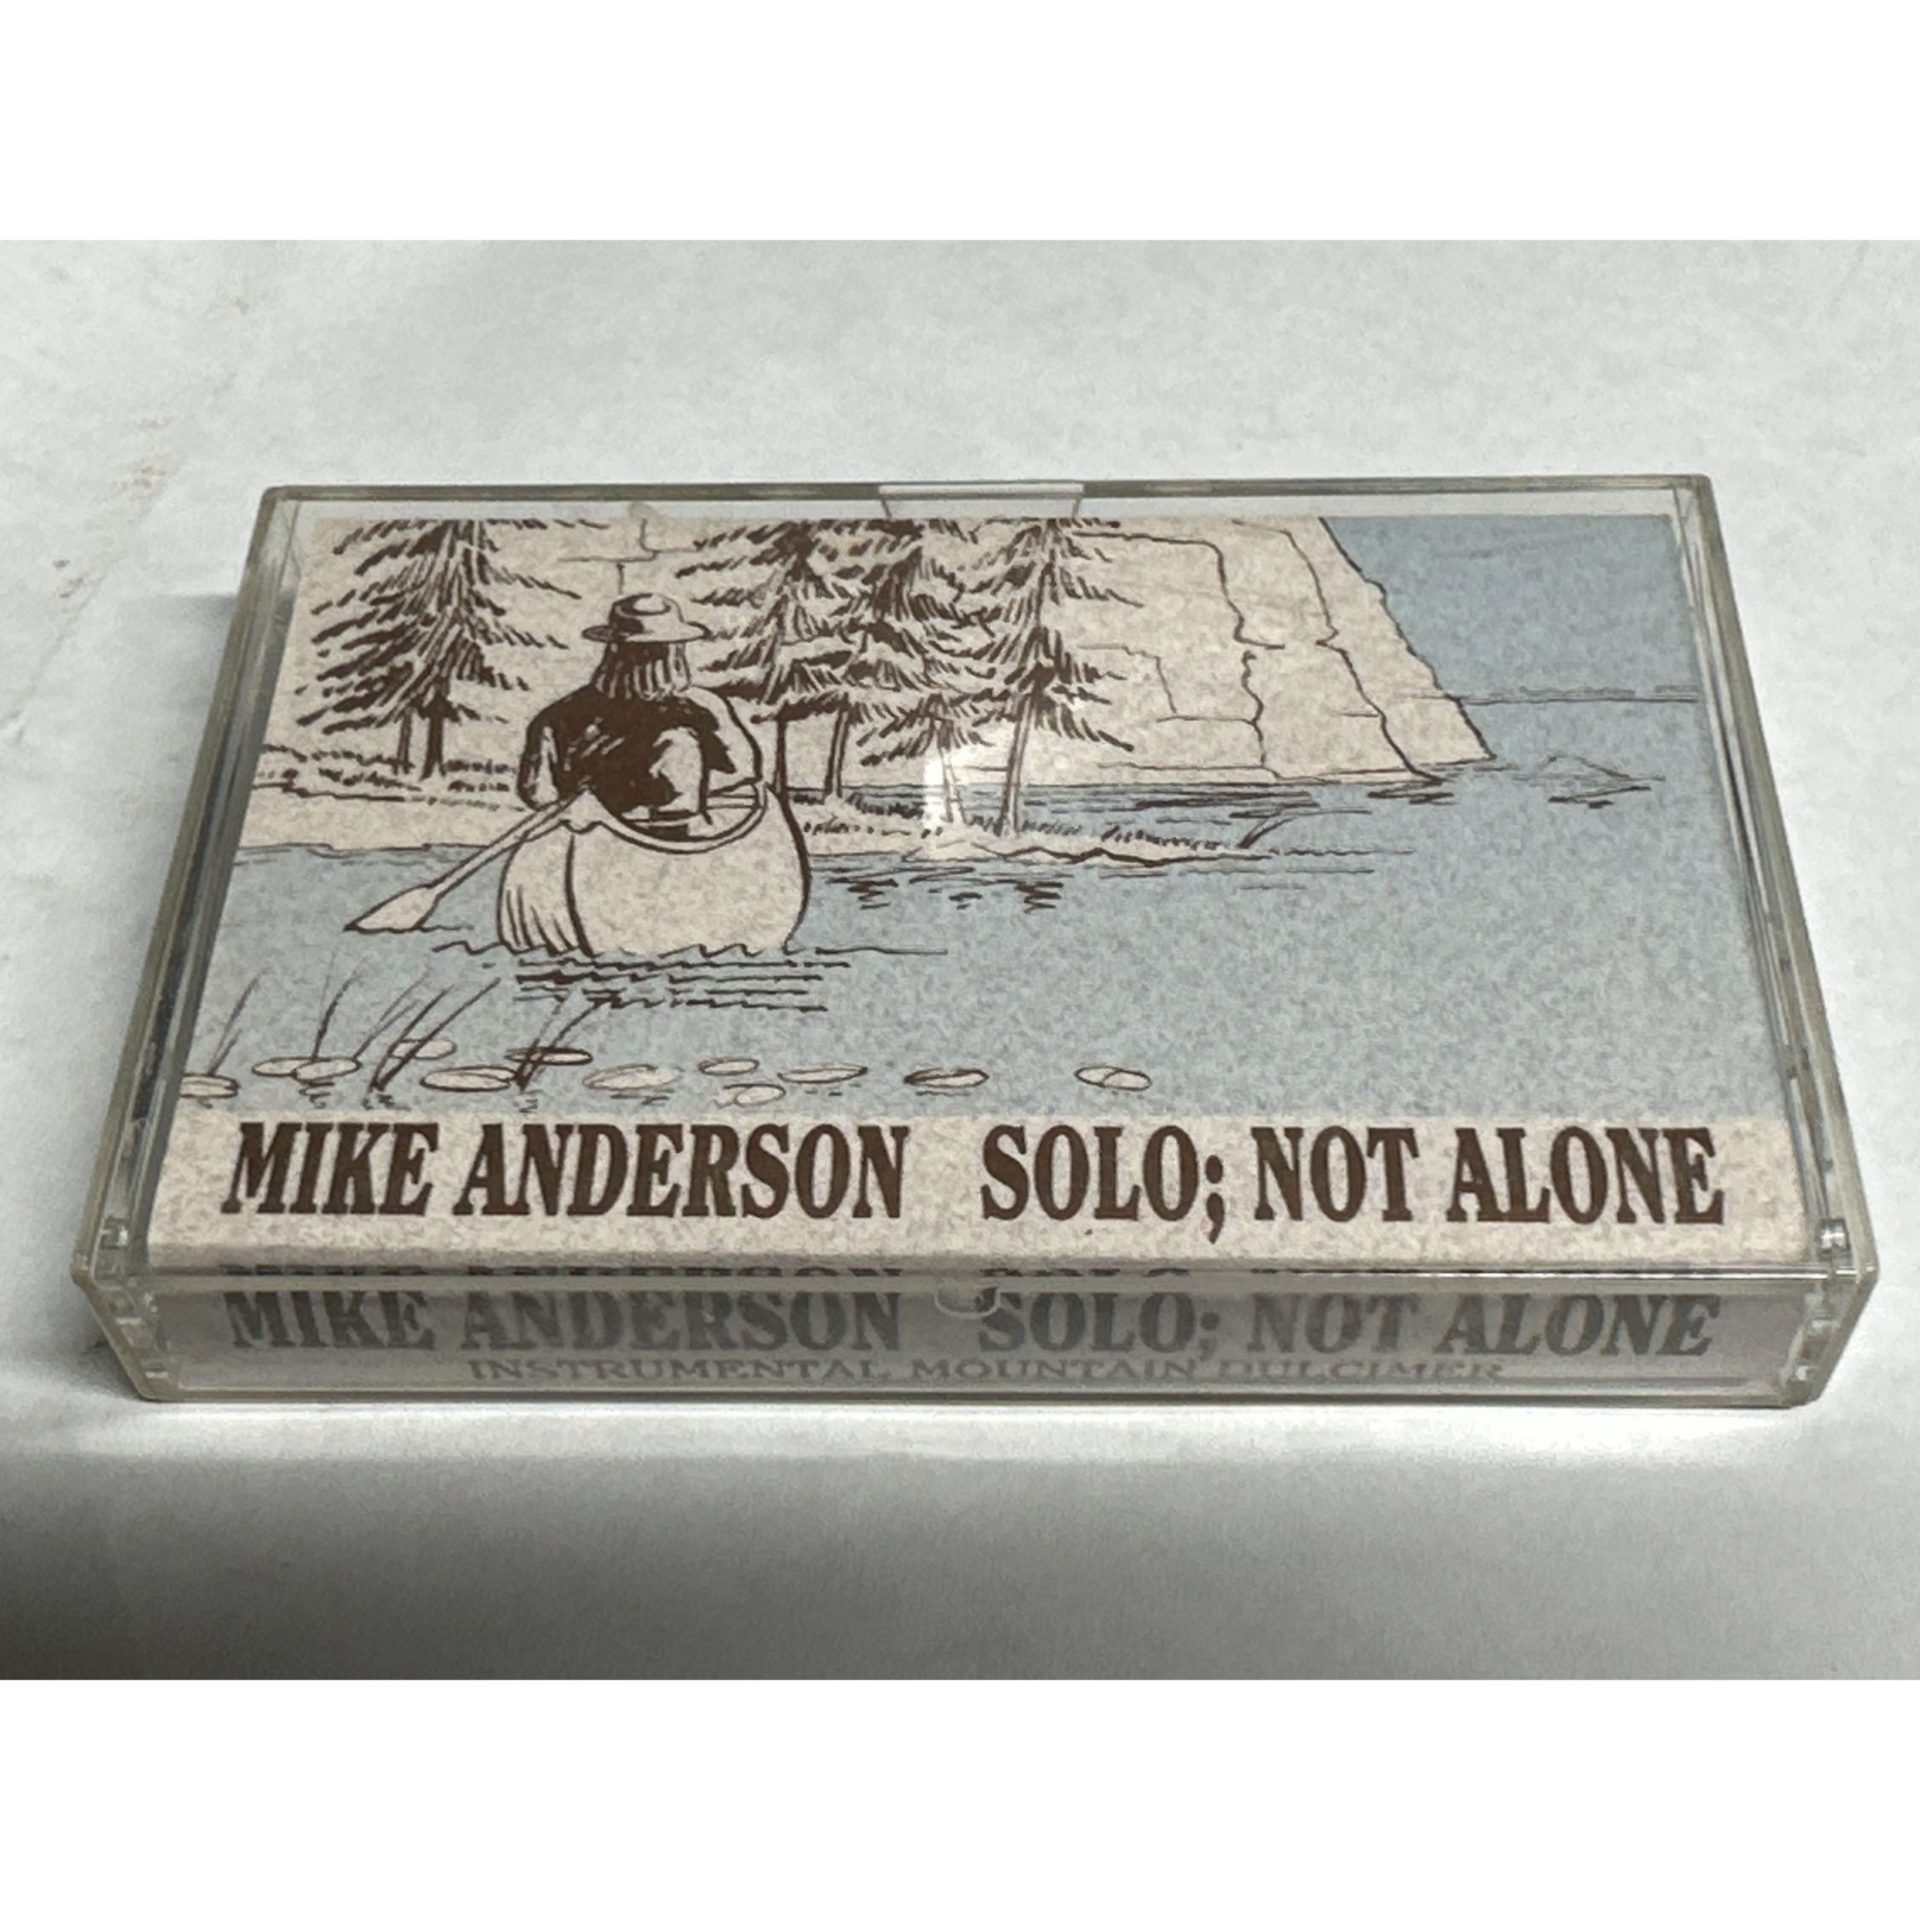 MIKE ANDERSON SOLO; NOT ALONE
MIKE ANDERSON SOLO; NOT ALONE
INSTRUMENTAL MOUNTAIN DULCIMER